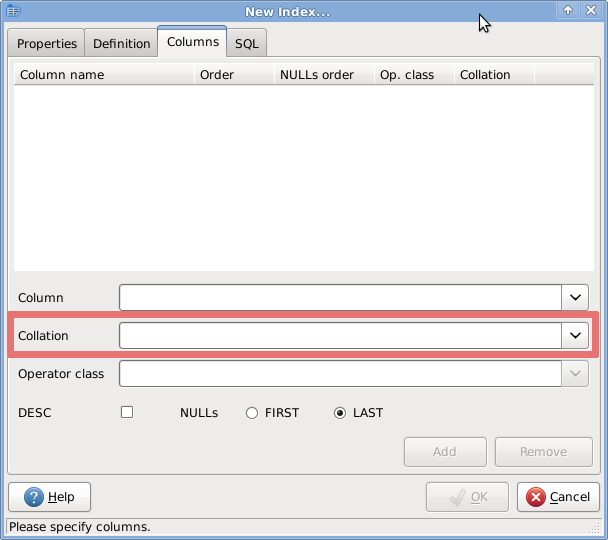 New Index...
Properties Definition Columns SQL
Column name Order NULLs order Op. class Collation
Column
Collation
Operator class
DESC NULLs FIRST LAST
Add Remove
Help OK Cancel
Please specify columns.